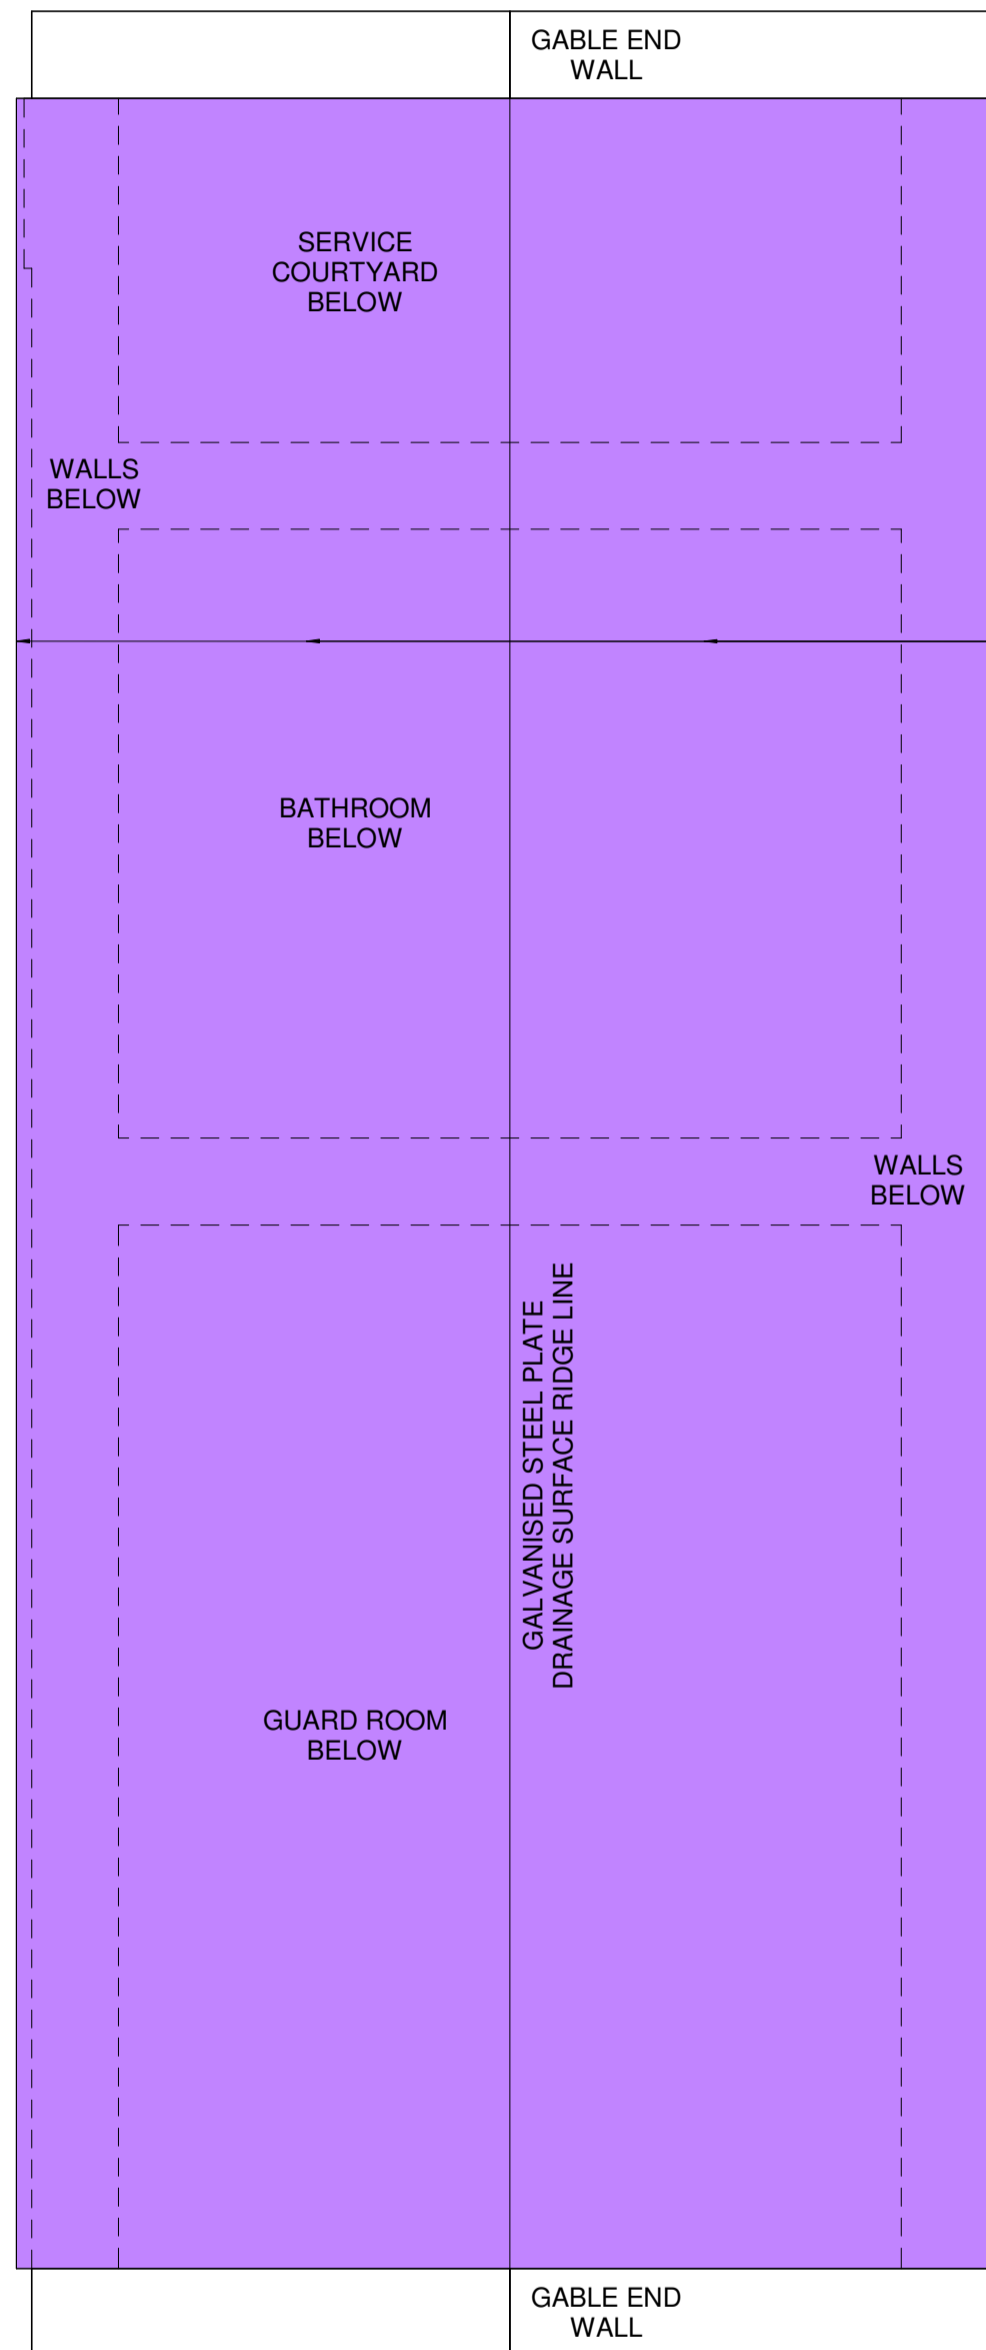 GABLE END
WALL
SERVICE
COURTYARD
BELOW
WALLS
BELOW
BATHROOM
BELOW
WALLS
BELOW
GALVANISED STEEL PLATE
DRAINAGE SURFACE RIDGE LINE
GUARD ROOM
BELOW
GABLE END
WALL